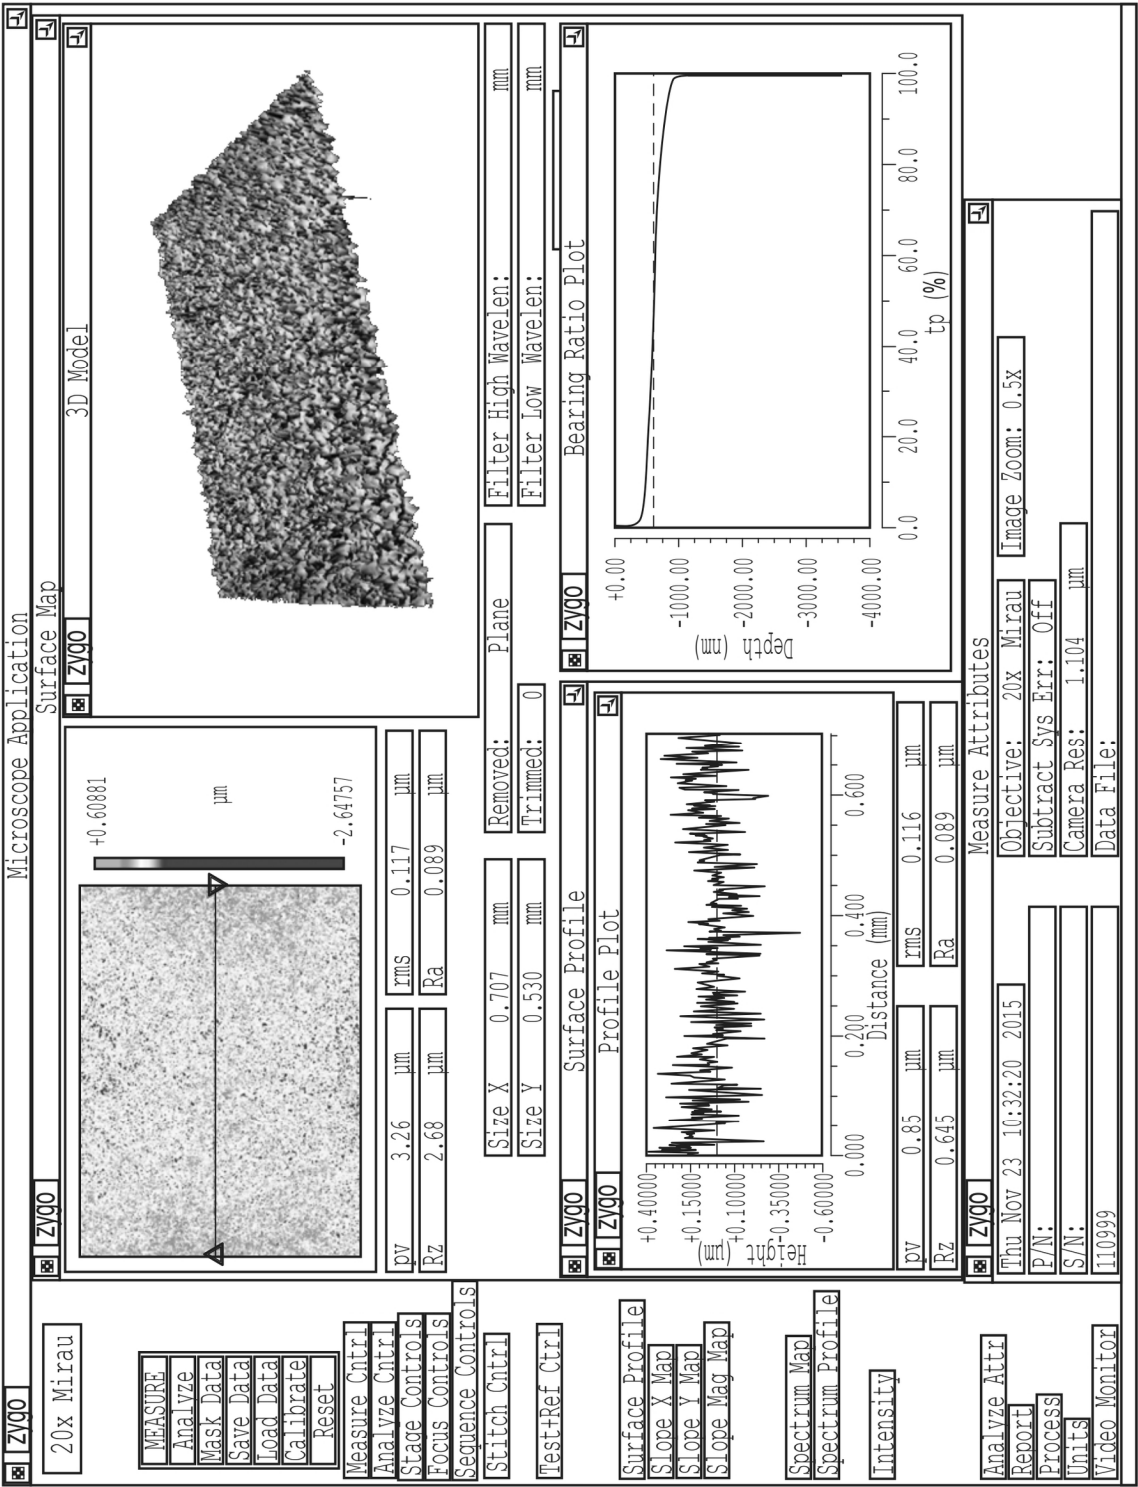 zygo Microscope Application
20x Mirau
MEASURE
Analyze
Mask Data
Save Data
Load Data
Calibrate
Reset
Measure Cntrl
Analyze Cntrl
Stage Controls
Focus Controls
Sequence Controls
Stitch Cntrl
Test+Ref Ctrl
Surface Profile
Slope X Map
Slope Y Map
Slope Mag Map
Spectrum Map
Spectrum Profile
Intensity
Analyze Attr
Report
Process
Units
Video Monitor
zygo Surface Map
+0.60881
µm
-2.64757
pv 3.26 µm
rms 0.117 µm
Rz 2.68 µm
Ra 0.089 µm
zygo 3D Model
Size X 0.707 mm
Size Y 0.530 mm
Removed: Plane
Trimmed: 0
Filter High Wavelen: mm
Filter Low Wavelen: mm
zygo Surface Profile
zygo Profile Plot
+0.40000
+0.15000
+0.10000
-0.35000
-0.60000
Height (µm)
0.000 0.200 0.400 0.600
Distance (mm)
pv 0.85 µm
rms 0.116 µm
Rz 0.645 µm
Ra 0.089 µm
zygo Bearing Ratio Plot
+0.00
-1000.00
-2000.00
-3000.00
-4000.00
Depth (nm)
0.0 20.0 40.0 60.0 80.0 100.0
tp (%)
zygo Measure Attributes
Thu Nov 23 10:32:20 2015
P/N:
S/N:
110999
Objective: 20x Mirau
Image Zoom: 0.5x
Subtract Sys Err: Off
Camera Res: 1.104 µm
Data File: